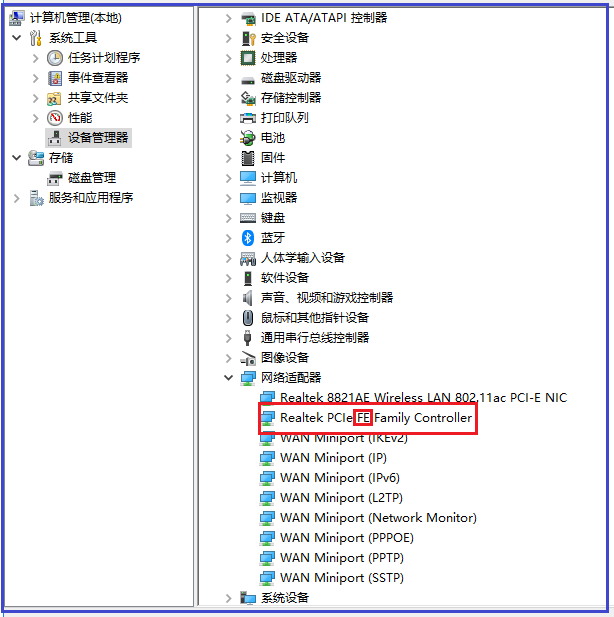 计算机管理(本地)
系统工具
任务计划程序
事件查看器
共享文件夹
性能
设备管理器
存储
磁盘管理
服务和应用程序
IDE ATA/ATAPI 控制器
安全设备
处理器
磁盘驱动器
存储控制器
打印队列
电池
固件
计算机
监视器
键盘
蓝牙
人体学输入设备
软件设备
声音、视频和游戏控制器
鼠标和其他指针设备
通用串行总线控制器
图像设备
网络适配器
Realtek 8821AE Wireless LAN 802.11ac PCI-E NIC
Realtek PCIe FE Family Controller
WAN Miniport (IKEv2)
WAN Miniport (IP)
WAN Miniport (IPv6)
WAN Miniport (L2TP)
WAN Miniport (Network Monitor)
WAN Miniport (PPPOE)
WAN Miniport (PPTP)
WAN Miniport (SSTP)
系统设备